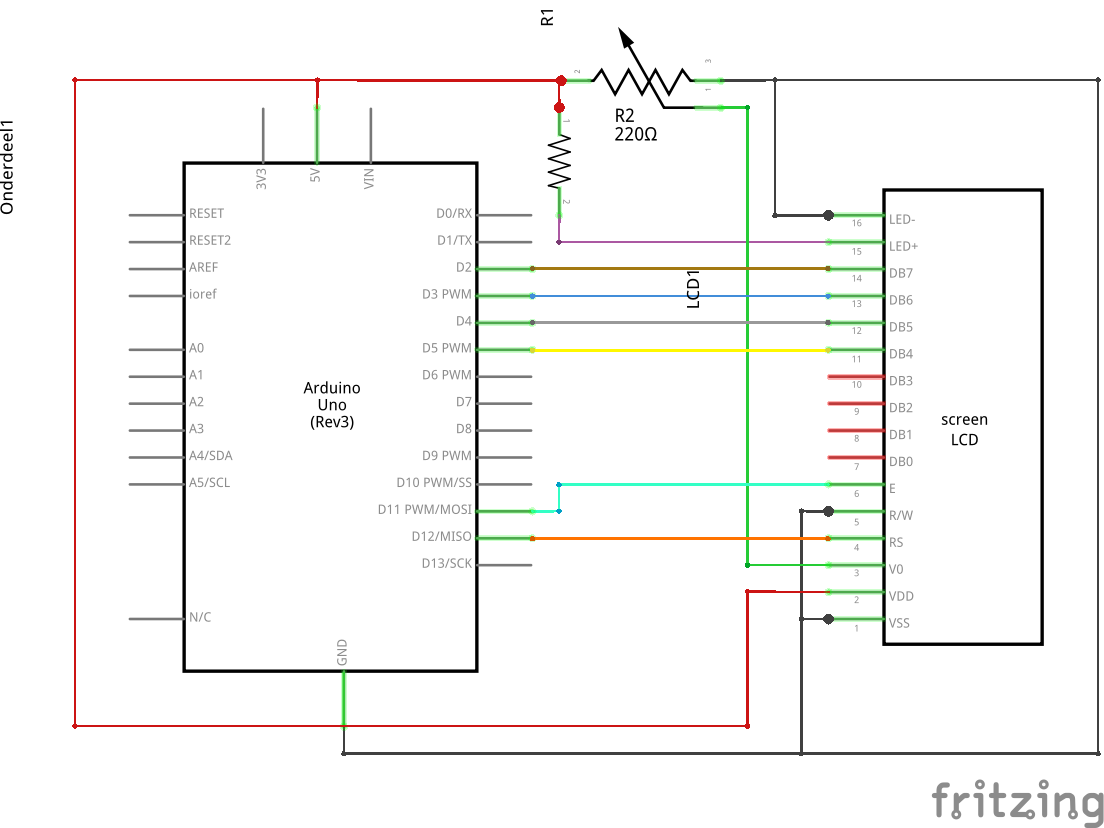 R1
Onderdeel1
2
3
1
R2
220Ω
1
2
3V3
5V
VIN
RESET
RESET2
AREF
ioref
A0
A1
A2
A3
A4/SDA
A5/SCL
N/C
Arduino
Uno
(Rev3)
D0/RX
D1/TX
D2
D3 PWM
D4
D5 PWM
D6 PWM
D7
D8
D9 PWM
D10 PWM/SS
D11 PWM/MOSI
D12/MISO
D13/SCK
GND
LCD1
16 LED-
15 LED+
14 DB7
13 DB6
12 DB5
11 DB4
10 DB3
9 DB2
8 DB1
7 DB0
6 E
5 R/W
4 RS
3 V0
2 VDD
1 VSS
screen
LCD
fritzing